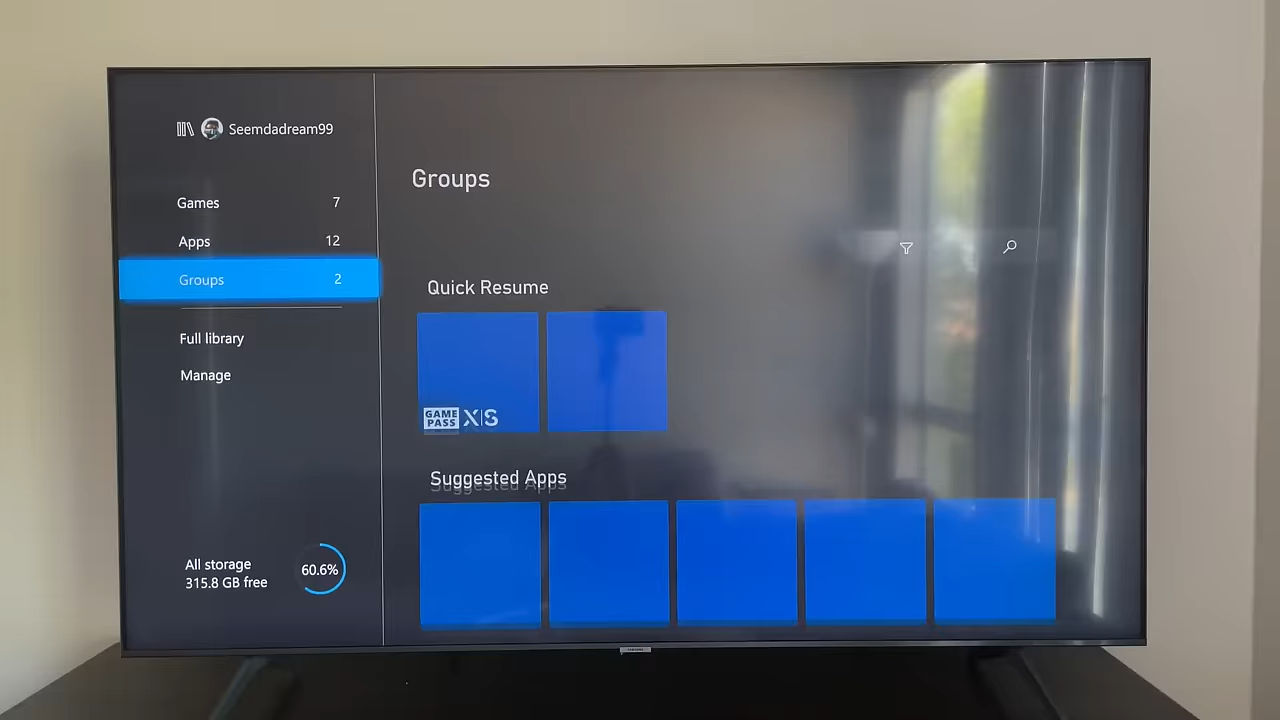 Seemdadream99
Games 7
Apps 12
Groups 2
Full library
Manage
All storage
315.8 GB free
60.6%
Groups
Quick Resume
GAME
PASS X|S
Suggested Apps
SAMSUNG